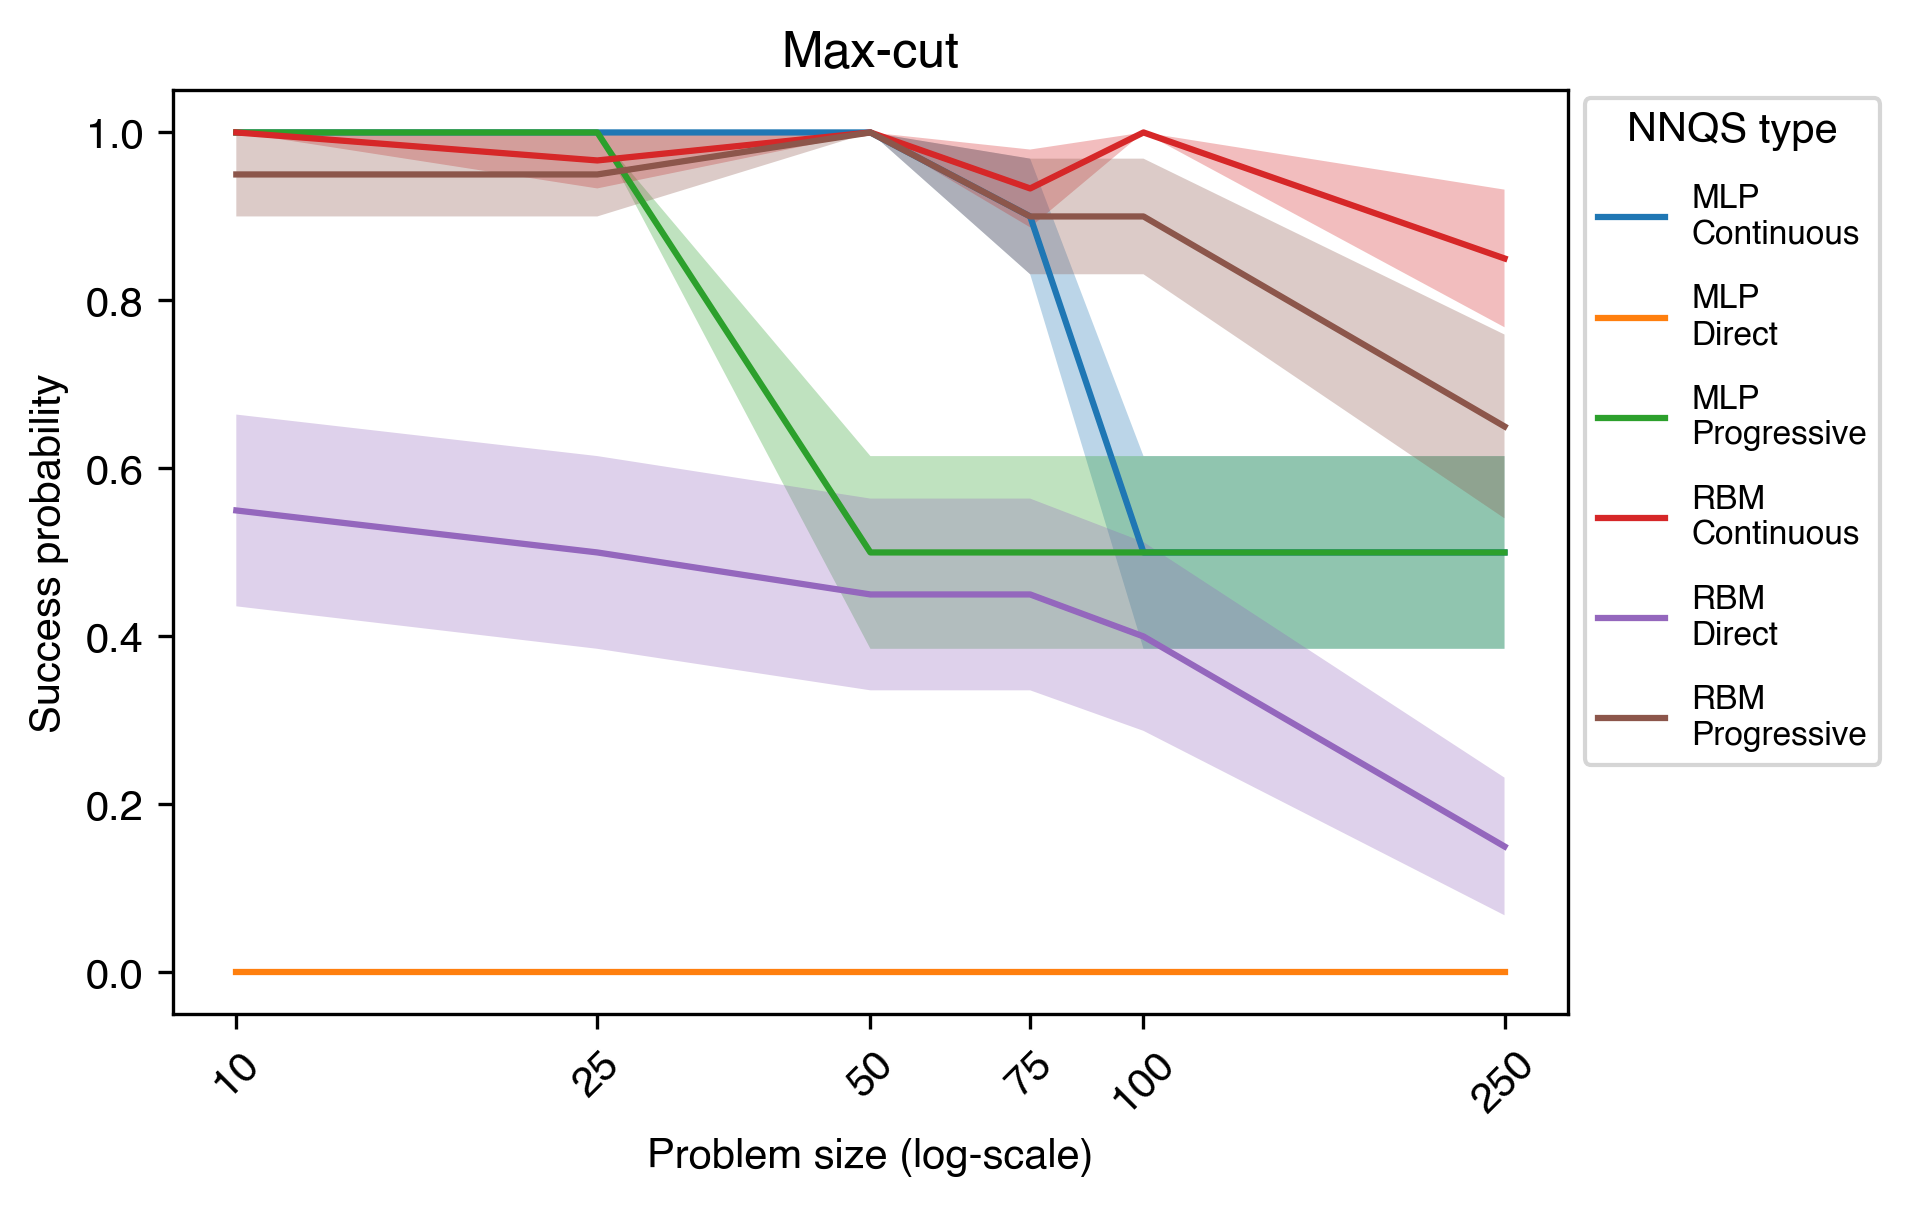 Max-cut
Success probability
1.0
0.8
0.6
0.4
0.2
0.0
10
25
50
75
100
250
Problem size (log-scale)
NNQS type
MLP
Continuous
MLP
Direct
MLP
Progressive
RBM
Continuous
RBM
Direct
RBM
Progressive